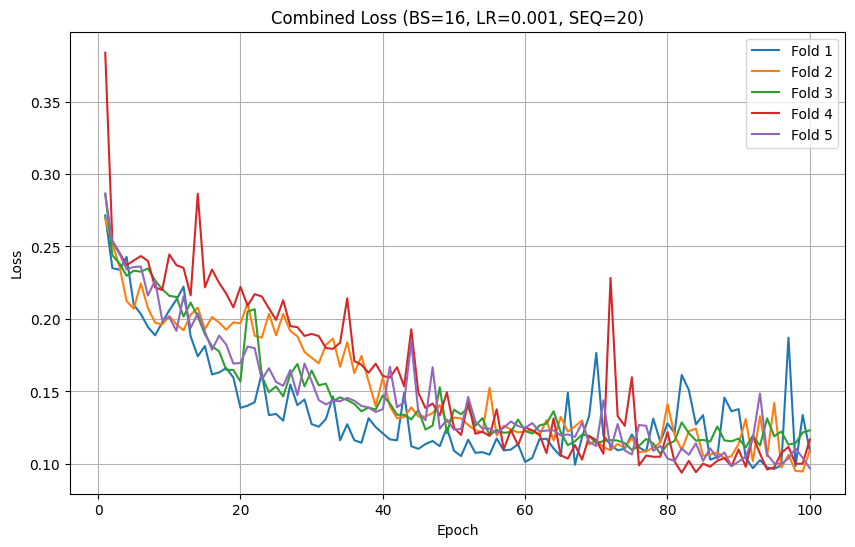 Combined Loss (BS=16, LR=0.001, SEQ=20)
Fold 1
Fold 2
Fold 3
Fold 4
Fold 5
Loss
0.35
0.30
0.25
0.20
0.15
0.10
0
20
40
60
80
100
Epoch